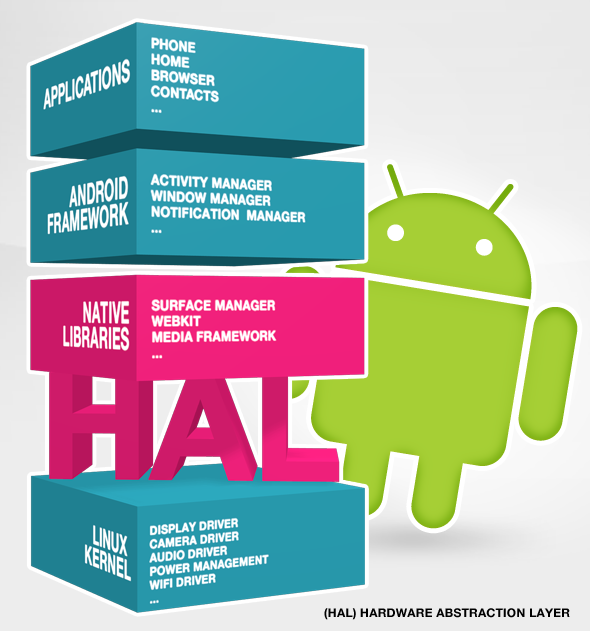 APPLICATIONS
PHONE
HOME
BROWSER
CONTACTS
...
ANDROID
FRAMEWORK
ACTIVITY MANAGER
WINDOW MANAGER
NOTIFICATION MANAGER
...
NATIVE
LIBRARIES
SURFACE MANAGER
WEBKIT
MEDIA FRAMEWORK
...
HAL
LINUX
KERNEL
DISPLAY DRIVER
CAMERA DRIVER
AUDIO DRIVER
POWER MANAGEMENT
WIFI DRIVER
...
(HAL) HARDWARE ABSTRACTION LAYER